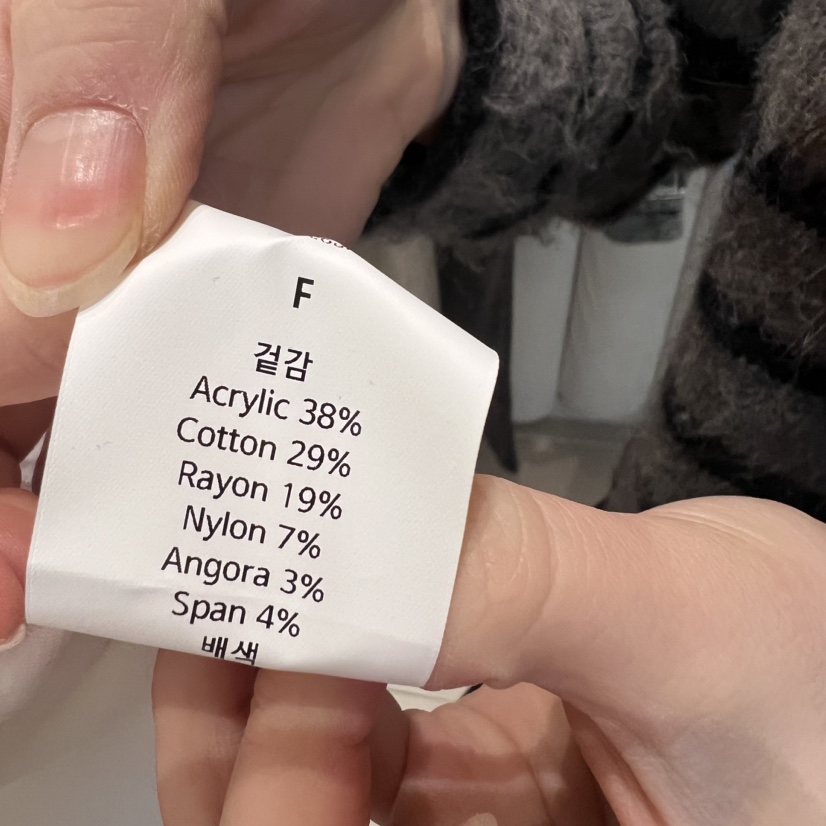 F
겉감
Acrylic 38%
Cotton 29%
Rayon 19%
Nylon 7%
Angora 3%
Span 4%
배색